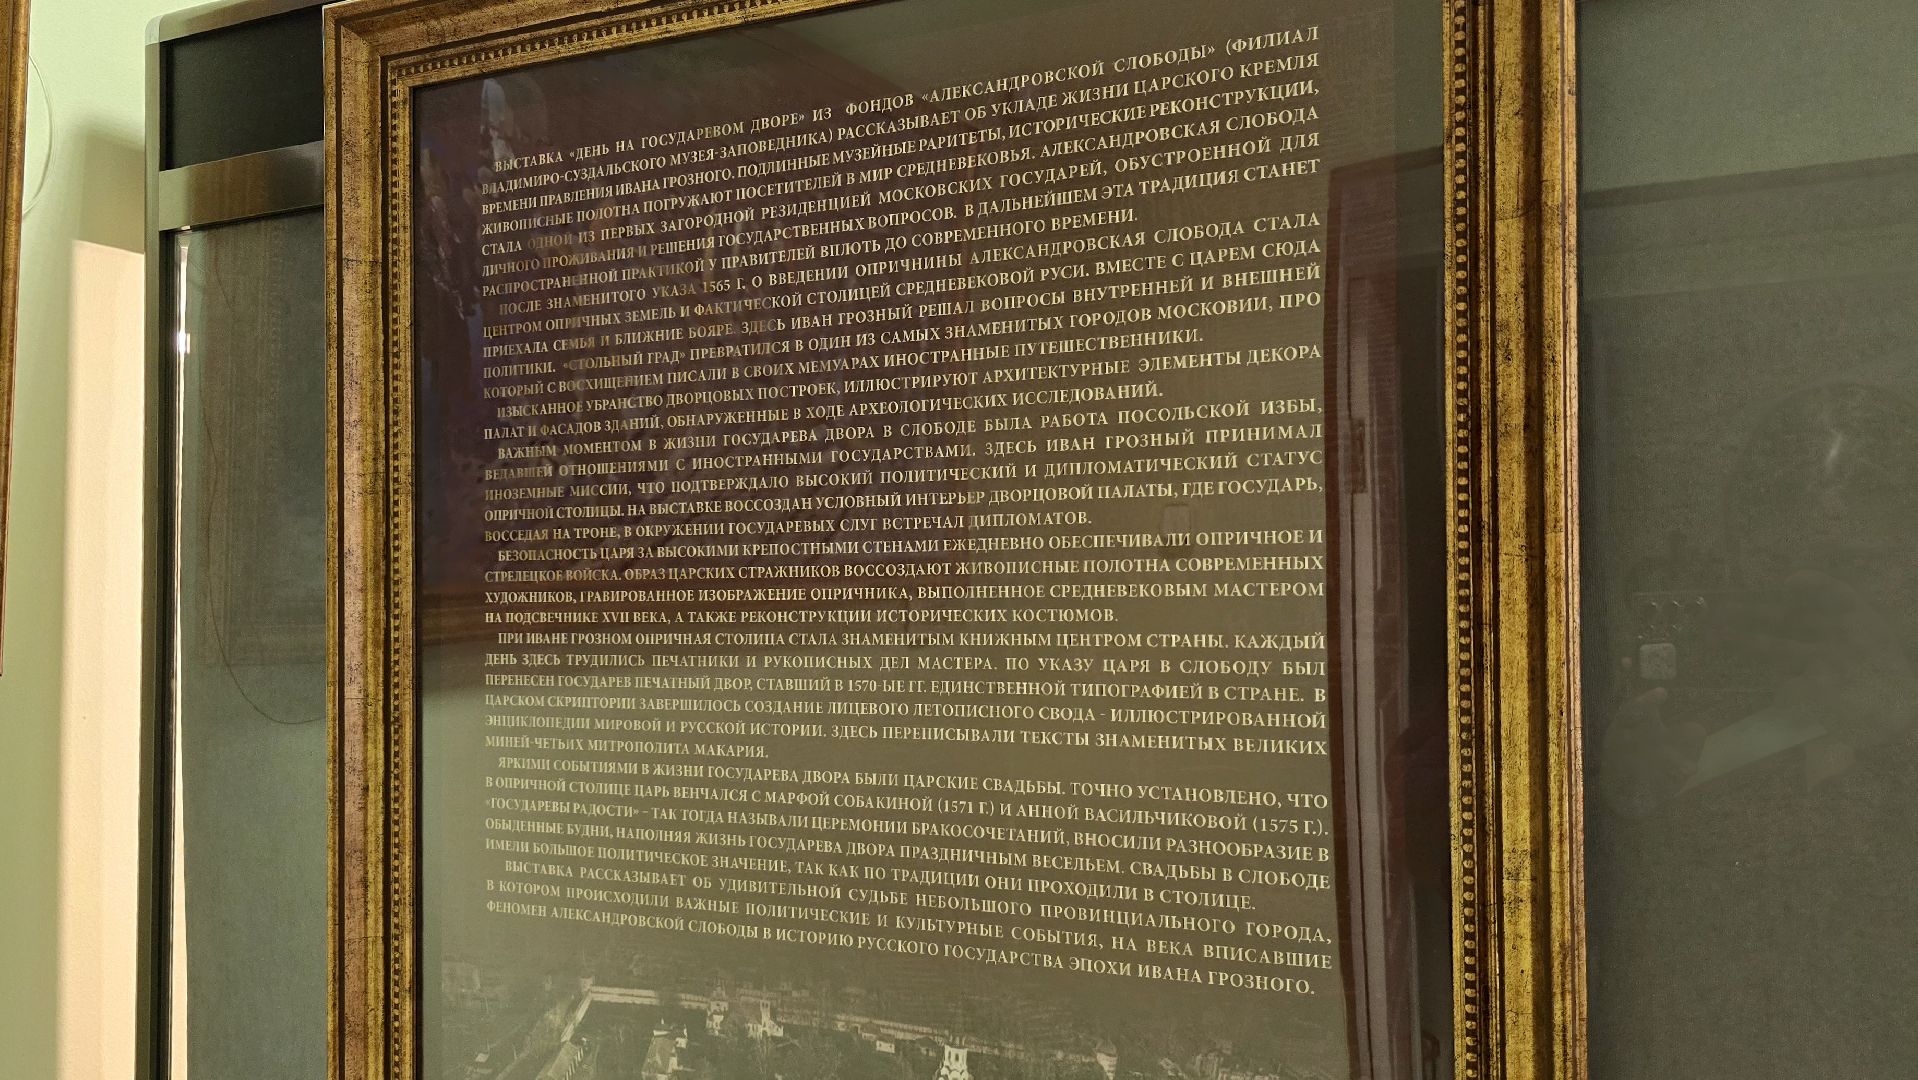 ВЫСТАВКА «ДЕНЬ НА ГОСУДАРЕВОМ ДВОРЕ» ИЗ ФОНДОВ «АЛЕКСАНДРОВСКОЙ СЛОБОДЫ» (ФИЛИАЛ
ВЛАДИМИРО-СУЗДАЛЬСКОГО МУЗЕЯ-ЗАПОВЕДНИКА) РАССКАЗЫВАЕТ ОБ УКЛАДЕ ЖИЗНИ ЦАРСКОГО КРЕМЛЯ
ВРЕМЕНИ ПРАВЛЕНИЯ ИВАНА ГРОЗНОГО. ПОДЛИННЫЕ МУЗЕЙНЫЕ РАРИТЕТЫ, ИСТОРИЧЕСКИЕ РЕКОНСТРУКЦИИ,
ЖИВОПИСНЫЕ ПОЛОТНА ПОГРУЖАЮТ ПОСЕТИТЕЛЕЙ В МИР СРЕДНЕВЕКОВЬЯ. АЛЕКСАНДРОВСКАЯ СЛОБОДА
СТАЛА ОДНОЙ ИЗ ПЕРВЫХ ЗАГОРОДНОЙ РЕЗИДЕНЦИЕЙ МОСКОВСКИХ ГОСУДАРЕЙ, ОБУСТРОЕННОЙ ДЛЯ
ЛИЧНОГО ПРОЖИВАНИЯ И РЕШЕНИЯ ГОСУДАРСТВЕННЫХ ВОПРОСОВ. В ДАЛЬНЕЙШЕМ ЭТА ТРАДИЦИЯ СТАНЕТ
РАСПРОСТРАНЕННОЙ ПРАКТИКОЙ У ПРАВИТЕЛЕЙ ВПЛОТЬ ДО СОВРЕМЕННОГО ВРЕМЕНИ.
ПОСЛЕ ЗНАМЕНИТОГО УКАЗА 1565 Г. О ВВЕДЕНИИ ОПРИЧНИНЫ АЛЕКСАНДРОВСКАЯ СЛОБОДА СТАЛА
ЦЕНТРОМ ОПРИЧНЫХ ЗЕМЕЛЬ И ФАКТИЧЕСКОЙ СТОЛИЦЕЙ СРЕДНЕВЕКОВОЙ РУСИ. ВМЕСТЕ С ЦАРЕМ СЮДА
ПРИЕХАЛА СЕМЬЯ И БЛИЖНИЕ БОЯРЕ. ЗДЕСЬ ИВАН ГРОЗНЫЙ РЕШАЛ ВОПРОСЫ ВНУТРЕННЕЙ И ВНЕШНЕЙ
ПОЛИТИКИ. «СТОЛЬНЫЙ ГРАД» ПРЕВРАТИЛСЯ В ОДИН ИЗ САМЫХ ЗНАМЕНИТЫХ ГОРОДОВ МОСКОВИИ, ПРО
КОТОРЫЙ С ВОСХИЩЕНИЕМ ПИСАЛИ В СВОИХ МЕМУАРАХ ИНОСТРАННЫЕ ПУТЕШЕСТВЕННИКИ.
ИЗЫСКАННОЕ УБРАНСТВО ДВОРЦОВЫХ ПОСТРОЕК, ИЛЛЮСТРИРУЮТ АРХИТЕКТУРНЫЕ ЭЛЕМЕНТЫ ДЕКОРА
ПАЛАТ И ФАСАДОВ ЗДАНИЙ, ОБНАРУЖЕННЫЕ В ХОДЕ АРХЕОЛОГИЧЕСКИХ ИССЛЕДОВАНИЙ.
ВАЖНЫМ МОМЕНТОМ В ЖИЗНИ ГОСУДАРЕВА ДВОРА В СЛОБОДЕ БЫЛА РАБОТА ПОСОЛЬСКОЙ ИЗБЫ,
ВЕДАВШЕЙ ОТНОШЕНИЯМИ С ИНОСТРАННЫМИ ГОСУДАРСТВАМИ. ЗДЕСЬ ИВАН ГРОЗНЫЙ ПРИНИМАЛ
ИНОЗЕМНЫЕ МИССИИ, ЧТО ПОДТВЕРЖДАЛО ВЫСОКИЙ ПОЛИТИЧЕСКИЙ И ДИПЛОМАТИЧЕСКИЙ СТАТУС
ОПРИЧНОЙ СТОЛИЦЫ. НА ВЫСТАВКЕ ВОССОЗДАН УСЛОВНЫЙ ИНТЕРЬЕР ДВОРЦОВОЙ ПАЛАТЫ, ГДЕ ГОСУДАРЬ,
ВОССЕДАЯ НА ТРОНЕ, В ОКРУЖЕНИИ ГОСУДАРЕВЫХ СЛУГ ВСТРЕЧАЛ ДИПЛОМАТОВ.
БЕЗОПАСНОСТЬ ЦАРЯ ЗА ВЫСОКИМИ КРЕПОСТНЫМИ СТЕНАМИ ЕЖЕДНЕВНО ОБЕСПЕЧИВАЛИ ОПРИЧНОЕ И
СТРЕЛЕЦКОЕ ВОЙСКА. ОБРАЗ ЦАРСКИХ СТРАЖНИКОВ ВОССОЗДАЮТ ЖИВОПИСНЫЕ ПОЛОТНА СОВРЕМЕННЫХ
ХУДОЖНИКОВ, ГРАВИРОВАННОЕ ИЗОБРАЖЕНИЕ ОПРИЧНИКА, ВЫПОЛНЕННОЕ СРЕДНЕВЕКОВЫМ МАСТЕРОМ
НА ПОДСВЕЧНИКЕ XVII ВЕКА, А ТАКЖЕ РЕКОНСТРУКЦИИ ИСТОРИЧЕСКИХ КОСТЮМОВ.
ПРИ ИВАНЕ ГРОЗНОМ ОПРИЧНАЯ СТОЛИЦА СТАЛА ЗНАМЕНИТЫМ КНИЖНЫМ ЦЕНТРОМ СТРАНЫ. КАЖДЫЙ
ДЕНЬ ЗДЕСЬ ТРУДИЛИСЬ ПЕЧАТНИКИ И РУКОПИСНЫХ ДЕЛ МАСТЕРА. ПО УКАЗУ ЦАРЯ В СЛОБОДУ БЫЛ
ПЕРЕНЕСЕН ГОСУДАРЕВ ПЕЧАТНЫЙ ДВОР, СТАВШИЙ В 1570-ЫЕ ГГ. ЕДИНСТВЕННОЙ ТИПОГРАФИЕЙ В СТРАНЕ. В
ЦАРСКОМ СКРИПТОРИИ ЗАВЕРШИЛОСЬ СОЗДАНИЕ ЛИЦЕВОГО ЛЕТОПИСНОГО СВОДА - ИЛЛЮСТРИРОВАННОЙ
ЭНЦИКЛОПЕДИИ МИРОВОЙ И РУССКОЙ ИСТОРИИ. ЗДЕСЬ ПЕРЕПИСЫВАЛИ ТЕКСТЫ ЗНАМЕНИТЫХ ВЕЛИКИХ
МИНЕЙ-ЧЕТЬИХ МИТРОПОЛИТА МАКАРИЯ.
ЯРКИМИ СОБЫТИЯМИ В ЖИЗНИ ГОСУДАРЕВА ДВОРА БЫЛИ ЦАРСКИЕ СВАДЬБЫ. ТОЧНО УСТАНОВЛЕНО, ЧТО
В ОПРИЧНОЙ СТОЛИЦЕ ЦАРЬ ВЕНЧАЛСЯ С МАРФОЙ СОБАКИНОЙ (1571 Г.) И АННОЙ ВАСИЛЬЧИКОВОЙ (1575 Г.).
«ГОСУДАРЕВЫ РАДОСТИ» – ТАК ТОГДА НАЗЫВАЛИ ЦЕРЕМОНИИ БРАКОСОЧЕТАНИЙ, ВНОСИЛИ РАЗНООБРАЗИЕ В
ОБЫДЕННЫЕ БУДНИ, НАПОЛНЯЯ ЖИЗНЬ ГОСУДАРЕВА ДВОРА ПРАЗДНИЧНЫМ ВЕСЕЛЬЕМ. СВАДЬБЫ В СЛОБОДЕ
ИМЕЛИ БОЛЬШОЕ ПОЛИТИЧЕСКОЕ ЗНАЧЕНИЕ, ТАК КАК ПО ТРАДИЦИИ ОНИ ПРОХОДИЛИ В СТОЛИЦЕ.
ВЫСТАВКА РАССКАЗЫВАЕТ ОБ УДИВИТЕЛЬНОЙ СУДЬБЕ НЕБОЛЬШОГО ПРОВИНЦИАЛЬНОГО ГОРОДА,
В КОТОРОМ ПРОИСХОДИЛИ ВАЖНЫЕ ПОЛИТИЧЕСКИЕ И КУЛЬТУРНЫЕ СОБЫТИЯ, НА ВЕКА ВПИСАВШИЕ
ФЕНОМЕН АЛЕКСАНДРОВСКОЙ СЛОБОДЫ В ИСТОРИЮ РУССКОГО ГОСУДАРСТВА ЭПОХИ ИВАНА ГРОЗНОГО.